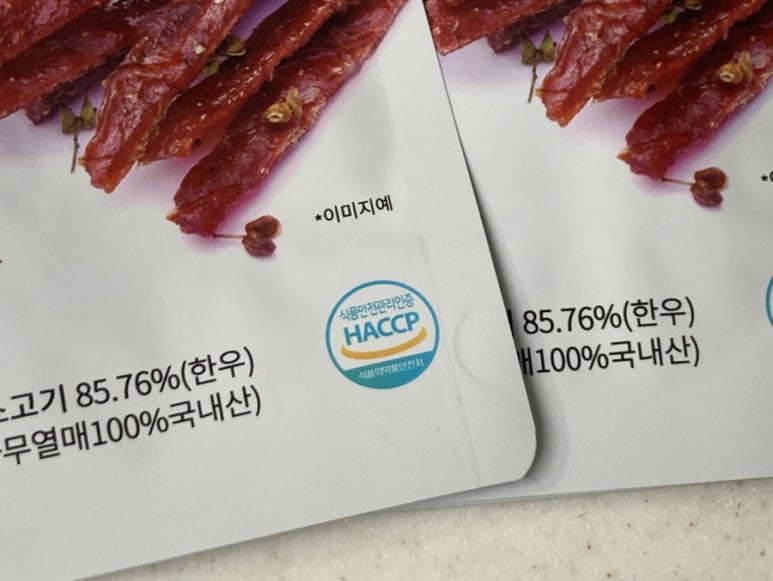 *이미지예
식품안전관리인증
HACCP
식품의약품안전처
소고기 85.76%(한우)
무열매100%국내산)
85.76%(한우)
매100%국내산)